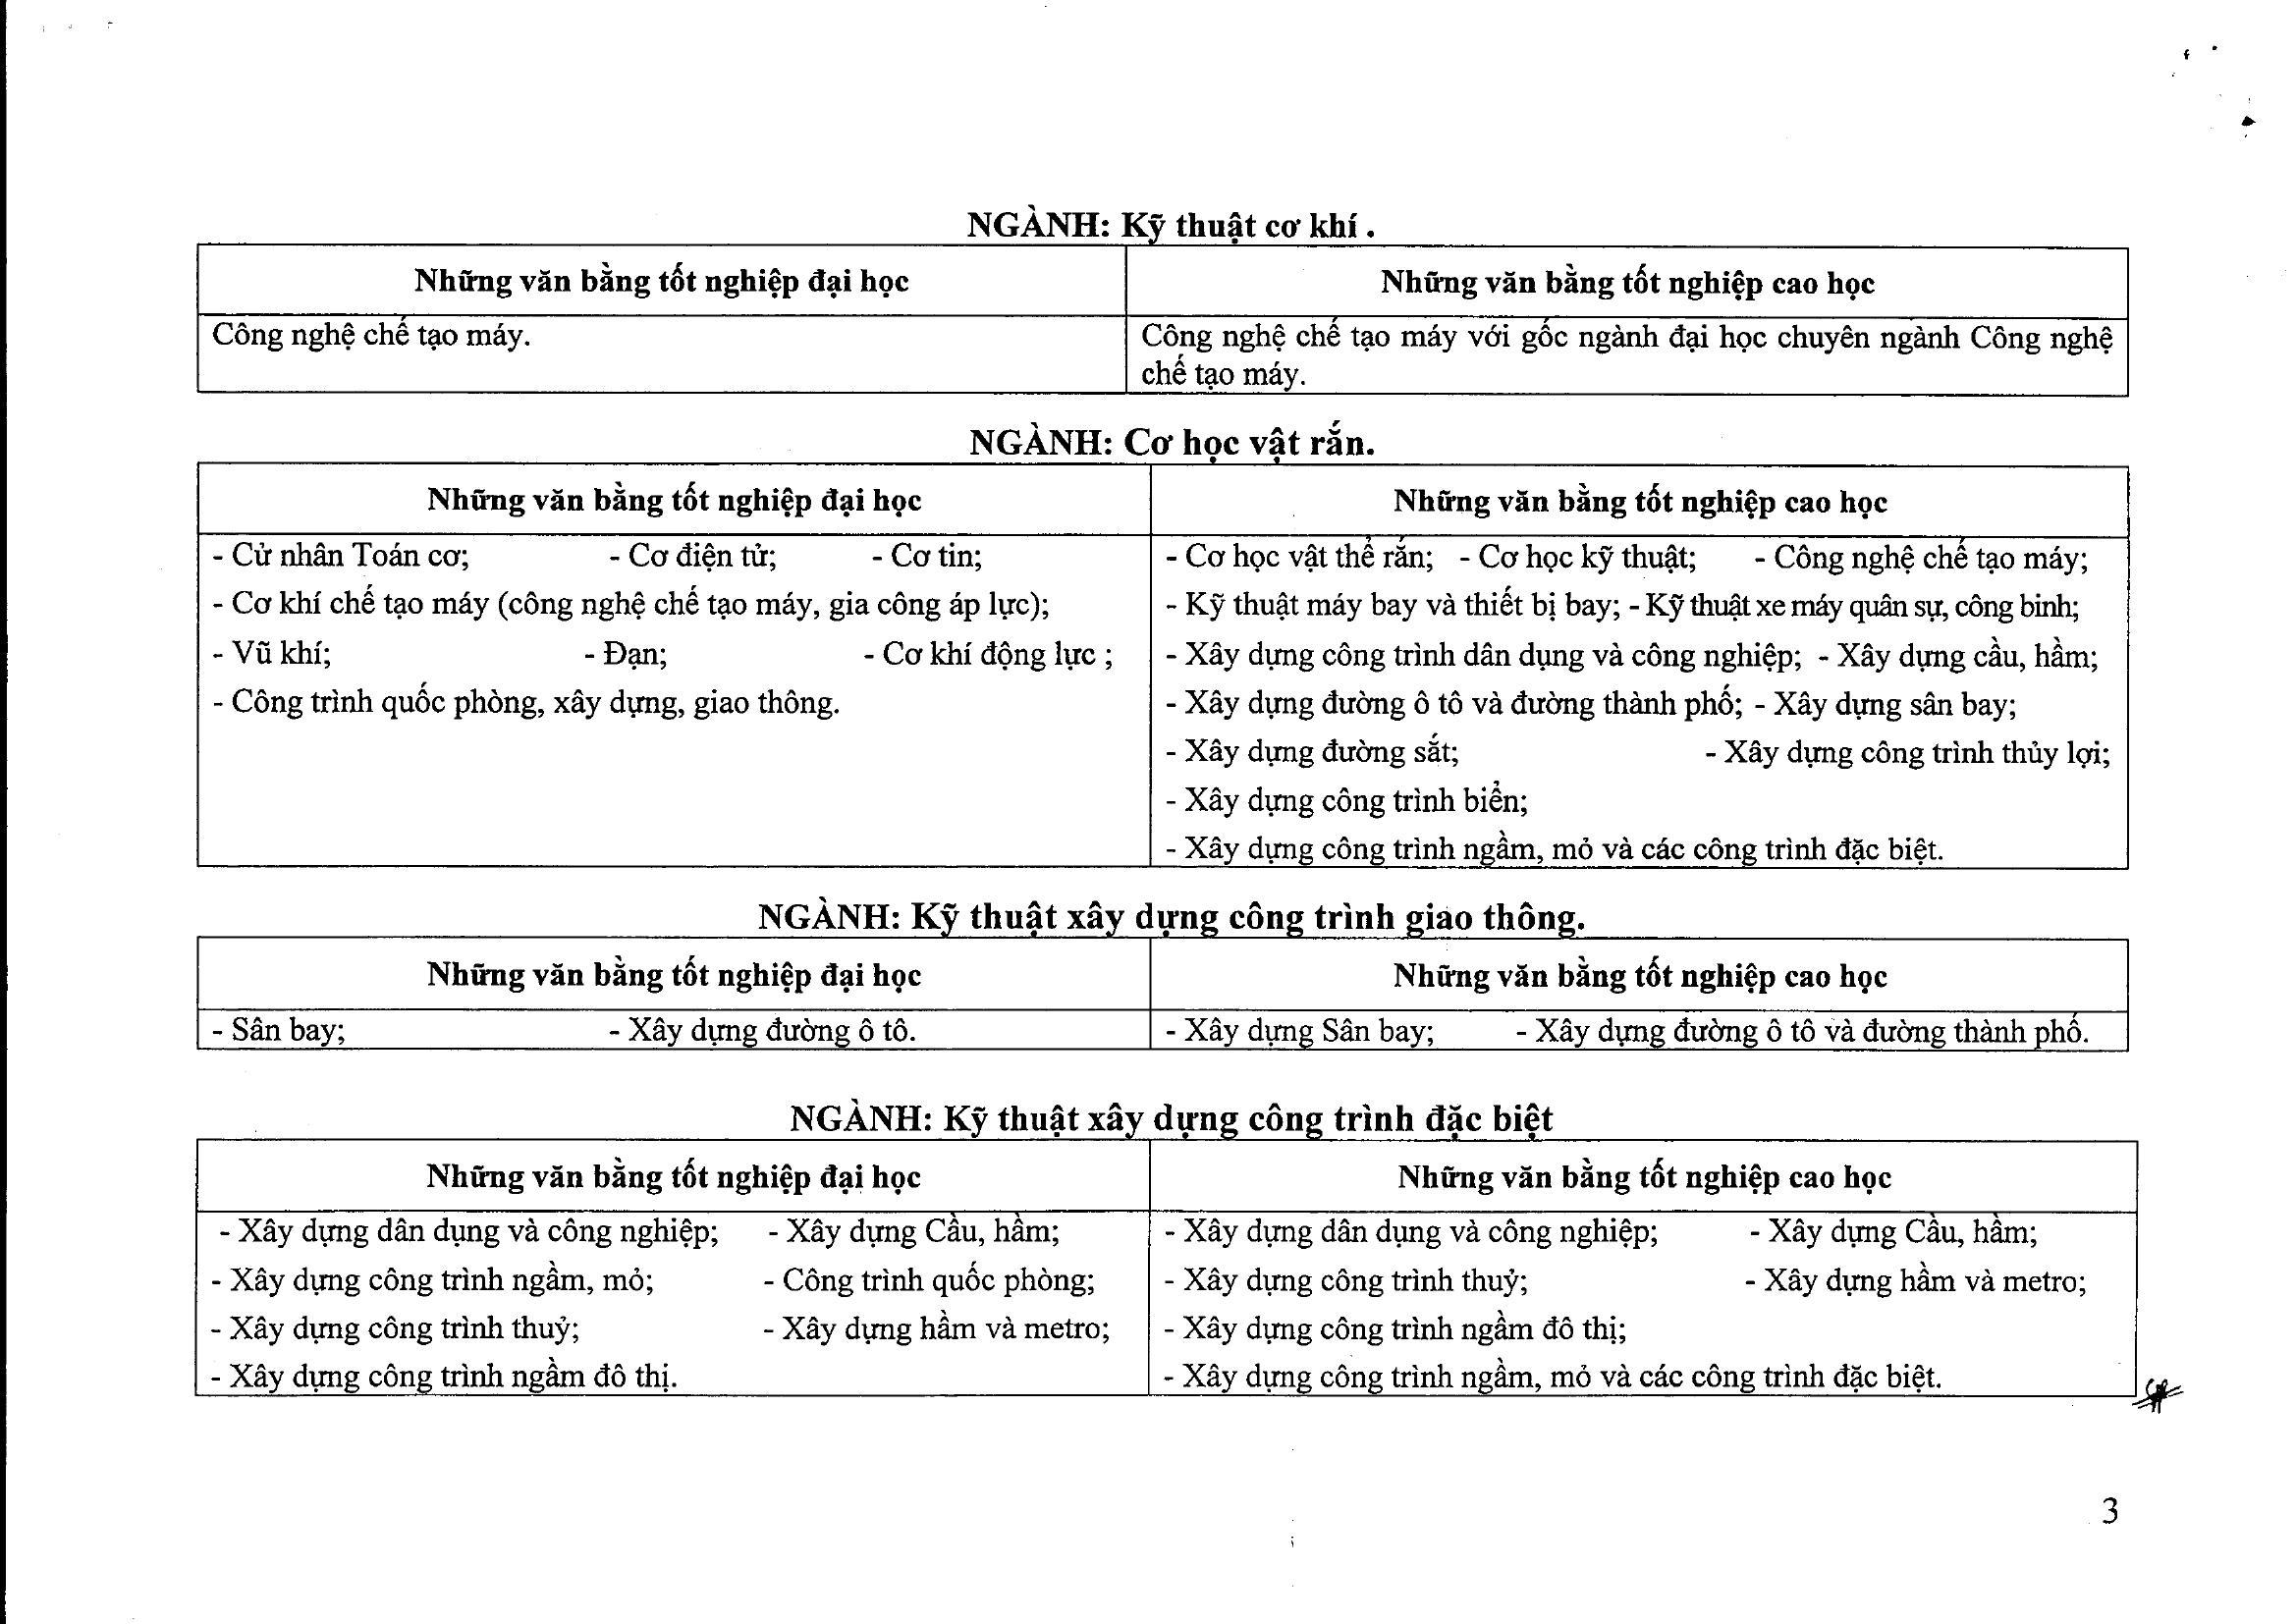 NGÀNH: Kỹ thuật cơ khí .
Những văn bằng tốt nghiệp đại học
Những văn bằng tốt nghiệp cao học
Công nghệ chế tạo máy.
Công nghệ chế tạo máy với gốc ngành đại học chuyên ngành Công nghệ
chế tạo máy.
NGÀNH: Cơ học vật rắn.
Những văn bằng tốt nghiệp đại học
Những văn bằng tốt nghiệp cao học
- Cử nhân Toán cơ; - Cơ điện tử; - Cơ tin;
- Cơ khí chế tạo máy (công nghệ chế tạo máy, gia công áp lực);
- Vũ khí; - Đạn; - Cơ khí động lực ;
- Công trình quốc phòng, xây dựng, giao thông.
- Cơ học vật thể rắn; - Cơ học kỹ thuật; - Công nghệ chế tạo máy;
- Kỹ thuật máy bay và thiết bị bay; - Kỹ thuật xe máy quân sự, công binh;
- Xây dựng công trình dân dụng và công nghiệp; - Xây dựng cầu, hầm;
- Xây dựng đường ô tô và đường thành phố; - Xây dựng sân bay;
- Xây dựng đường sắt; - Xây dựng công trình thủy lợi;
- Xây dựng công trình biển;
- Xây dựng công trình ngầm, mỏ và các công trình đặc biệt.
NGÀNH: Kỹ thuật xây dựng công trình giao thông.
Những văn bằng tốt nghiệp đại học
Những văn bằng tốt nghiệp cao học
- Sân bay; - Xây dựng đường ô tô.
- Xây dựng Sân bay; - Xây dựng đường ô tô và đường thành phố.
NGÀNH: Kỹ thuật xây dựng công trình đặc biệt
Những văn bằng tốt nghiệp đại học
Những văn bằng tốt nghiệp cao học
- Xây dựng dân dụng và công nghiệp; - Xây dựng Cầu, hầm;
- Xây dựng công trình ngầm, mỏ; - Công trình quốc phòng;
- Xây dựng công trình thuỷ; - Xây dựng hầm và metro;
- Xây dựng công trình ngầm đô thị.
- Xây dựng dân dụng và công nghiệp; - Xây dựng Cầu, hầm;
- Xây dựng công trình thuỷ; - Xây dựng hầm và metro;
- Xây dựng công trình ngầm đô thị;
- Xây dựng công trình ngầm, mỏ và các công trình đặc biệt.
3